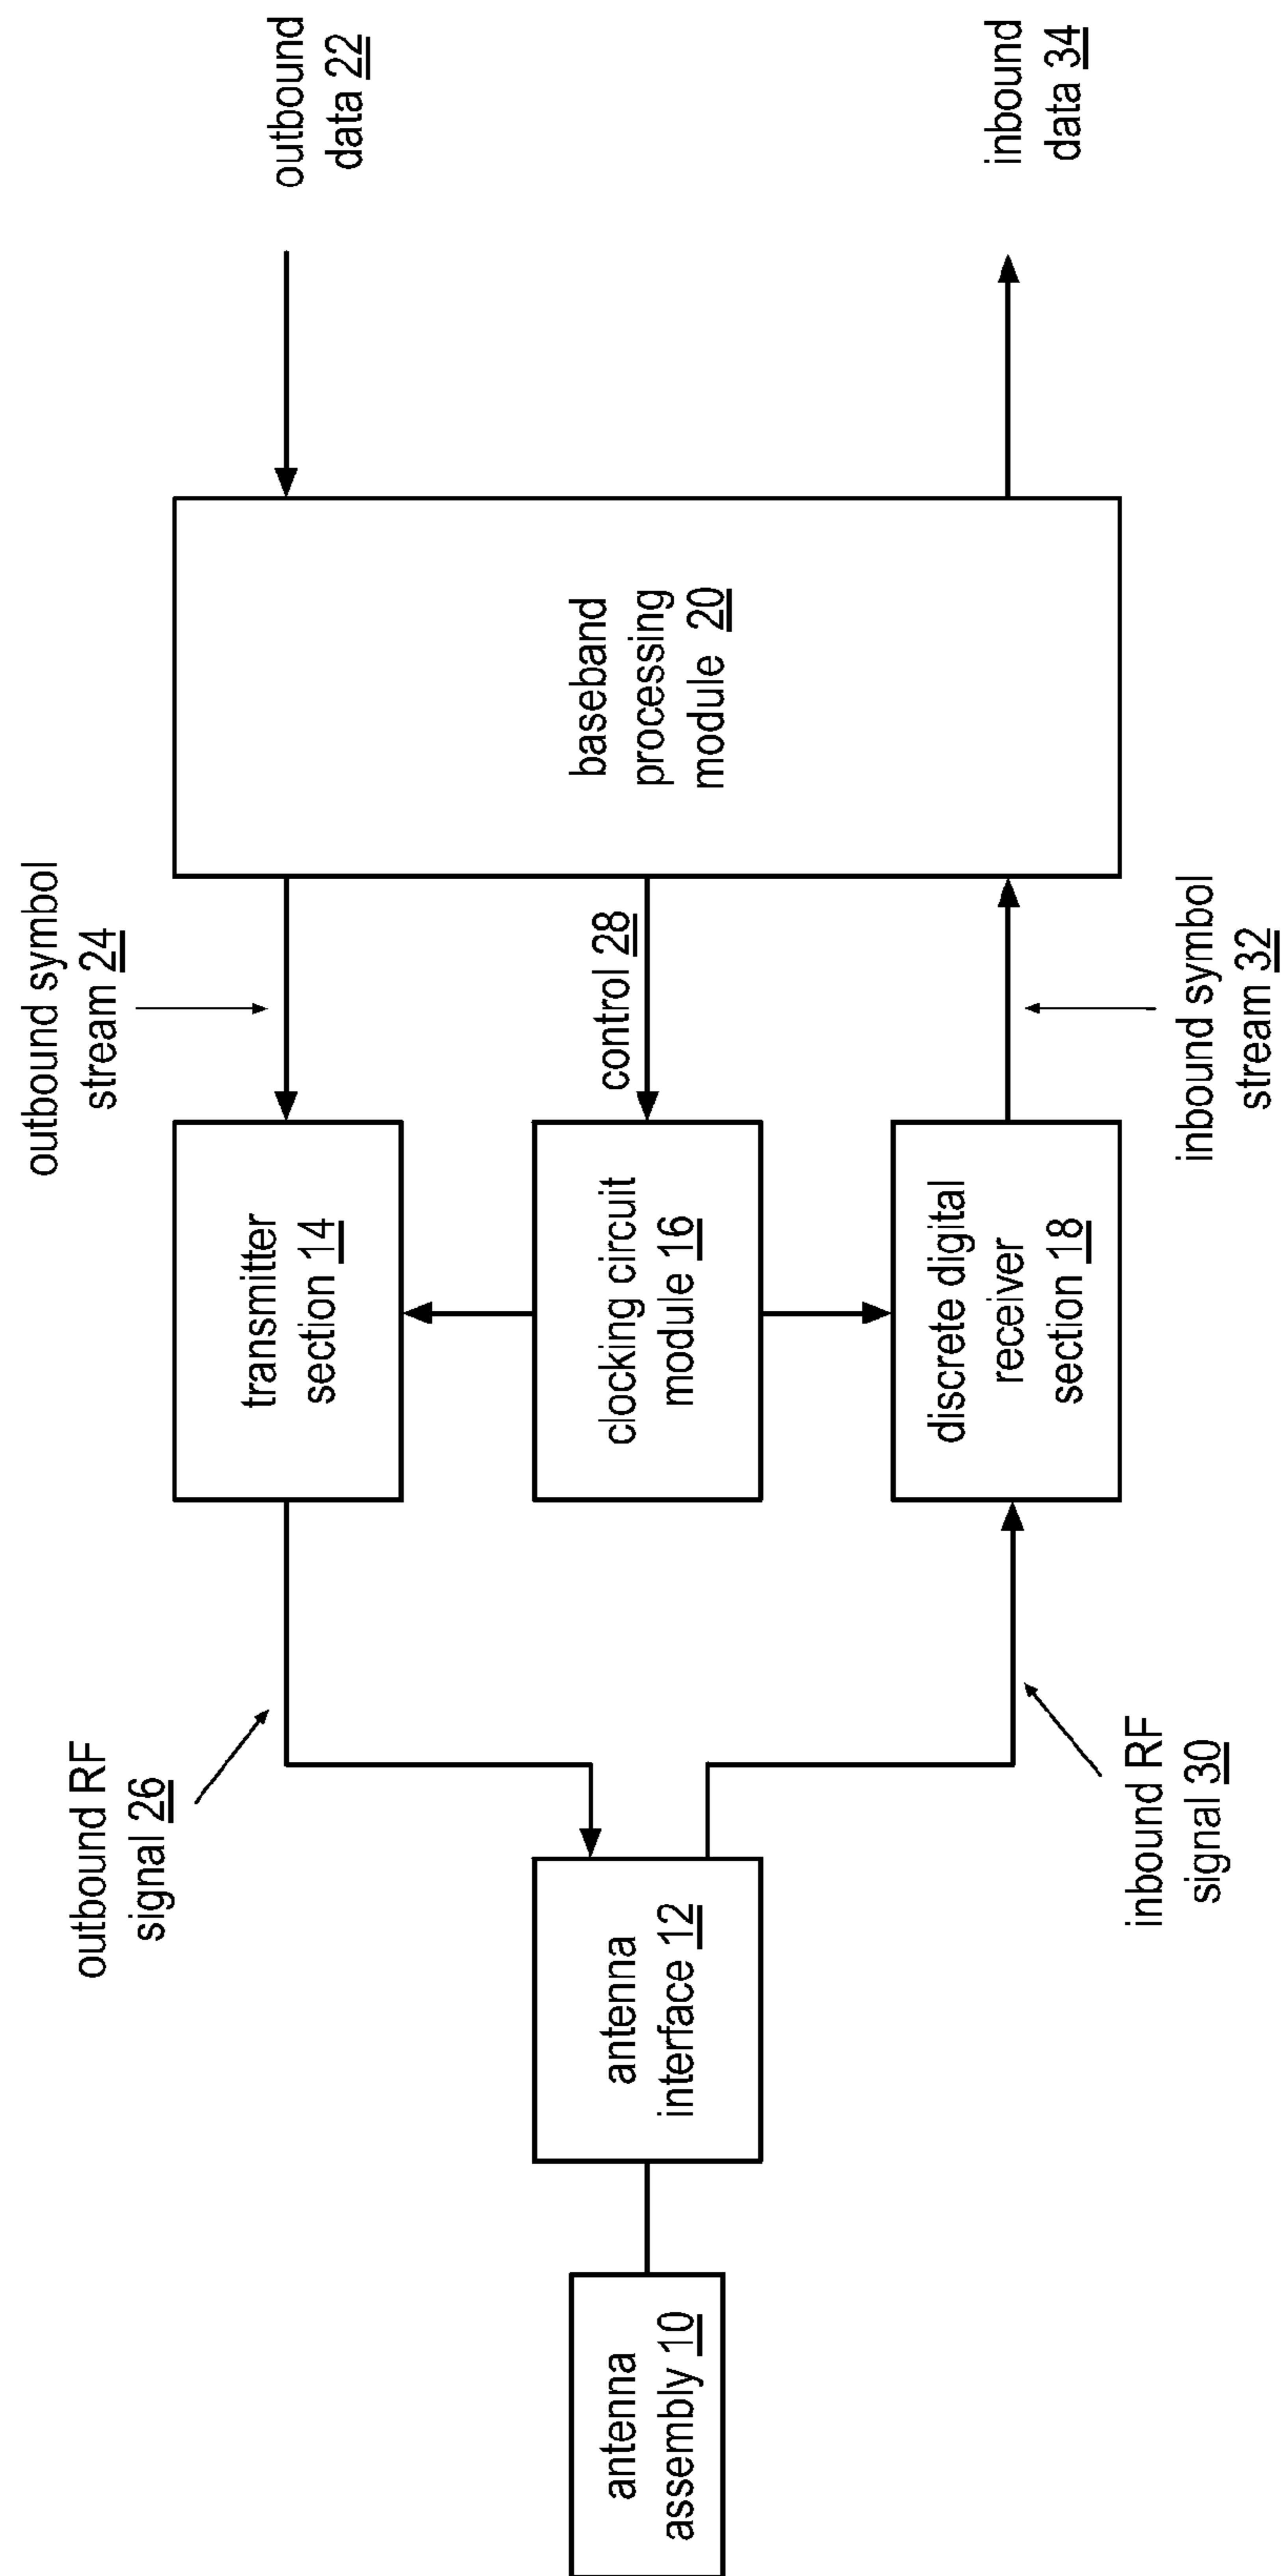 outbound
data 22
inbound
data 34
baseband
processing
module 20
outbound symbol
stream 24
control 28
inbound symbol
stream 32
transmitter
section 14
clocking circuit
module 16
discrete digital
receiver
section 18
outbound RF
signal 26
inbound RF
signal 30
antenna
interface 12
antenna
assembly 10